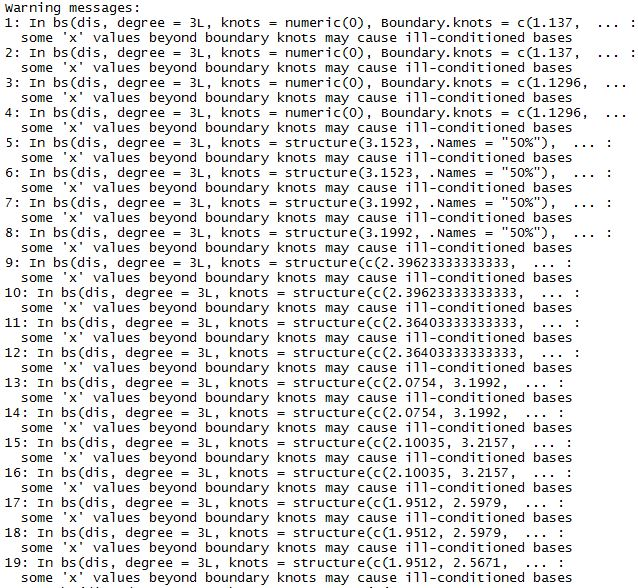 Warning messages:
1: In bs(dis, degree = 3L, knots = numeric(0), Boundary.knots = c(1.137,  ... :
  some 'x' values beyond boundary knots may cause ill-conditioned bases
2: In bs(dis, degree = 3L, knots = numeric(0), Boundary.knots = c(1.137,  ... :
  some 'x' values beyond boundary knots may cause ill-conditioned bases
3: In bs(dis, degree = 3L, knots = numeric(0), Boundary.knots = c(1.1296,  ...
  some 'x' values beyond boundary knots may cause ill-conditioned bases
4: In bs(dis, degree = 3L, knots = numeric(0), Boundary.knots = c(1.1296,  ...
  some 'x' values beyond boundary knots may cause ill-conditioned bases
5: In bs(dis, degree = 3L, knots = structure(3.1523, .Names = "50%"),  ... :
  some 'x' values beyond boundary knots may cause ill-conditioned bases
6: In bs(dis, degree = 3L, knots = structure(3.1523, .Names = "50%"),  ... :
  some 'x' values beyond boundary knots may cause ill-conditioned bases
7: In bs(dis, degree = 3L, knots = structure(3.1992, .Names = "50%"),  ... :
  some 'x' values beyond boundary knots may cause ill-conditioned bases
8: In bs(dis, degree = 3L, knots = structure(3.1992, .Names = "50%"),  ... :
  some 'x' values beyond boundary knots may cause ill-conditioned bases
9: In bs(dis, degree = 3L, knots = structure(c(2.39623333333333,  ... :
  some 'x' values beyond boundary knots may cause ill-conditioned bases
10: In bs(dis, degree = 3L, knots = structure(c(2.39623333333333,  ... :
  some 'x' values beyond boundary knots may cause ill-conditioned bases
11: In bs(dis, degree = 3L, knots = structure(c(2.36403333333333,  ... :
  some 'x' values beyond boundary knots may cause ill-conditioned bases
12: In bs(dis, degree = 3L, knots = structure(c(2.36403333333333,  ... :
  some 'x' values beyond boundary knots may cause ill-conditioned bases
13: In bs(dis, degree = 3L, knots = structure(c(2.0754, 3.1992,  ... :
  some 'x' values beyond boundary knots may cause ill-conditioned bases
14: In bs(dis, degree = 3L, knots = structure(c(2.0754, 3.1992,  ... :
  some 'x' values beyond boundary knots may cause ill-conditioned bases
15: In bs(dis, degree = 3L, knots = structure(c(2.10035, 3.2157,  ... :
  some 'x' values beyond boundary knots may cause ill-conditioned bases
16: In bs(dis, degree = 3L, knots = structure(c(2.10035, 3.2157,  ... :
  some 'x' values beyond boundary knots may cause ill-conditioned bases
17: In bs(dis, degree = 3L, knots = structure(c(1.9512, 2.5979,  ... :
  some 'x' values beyond boundary knots may cause ill-conditioned bases
18: In bs(dis, degree = 3L, knots = structure(c(1.9512, 2.5979,  ... :
  some 'x' values beyond boundary knots may cause ill-conditioned bases
19: In bs(dis, degree = 3L, knots = structure(c(1.9512, 2.5671,  ... :
  some 'x' values beyond boundary knots may cause ill-conditioned bases